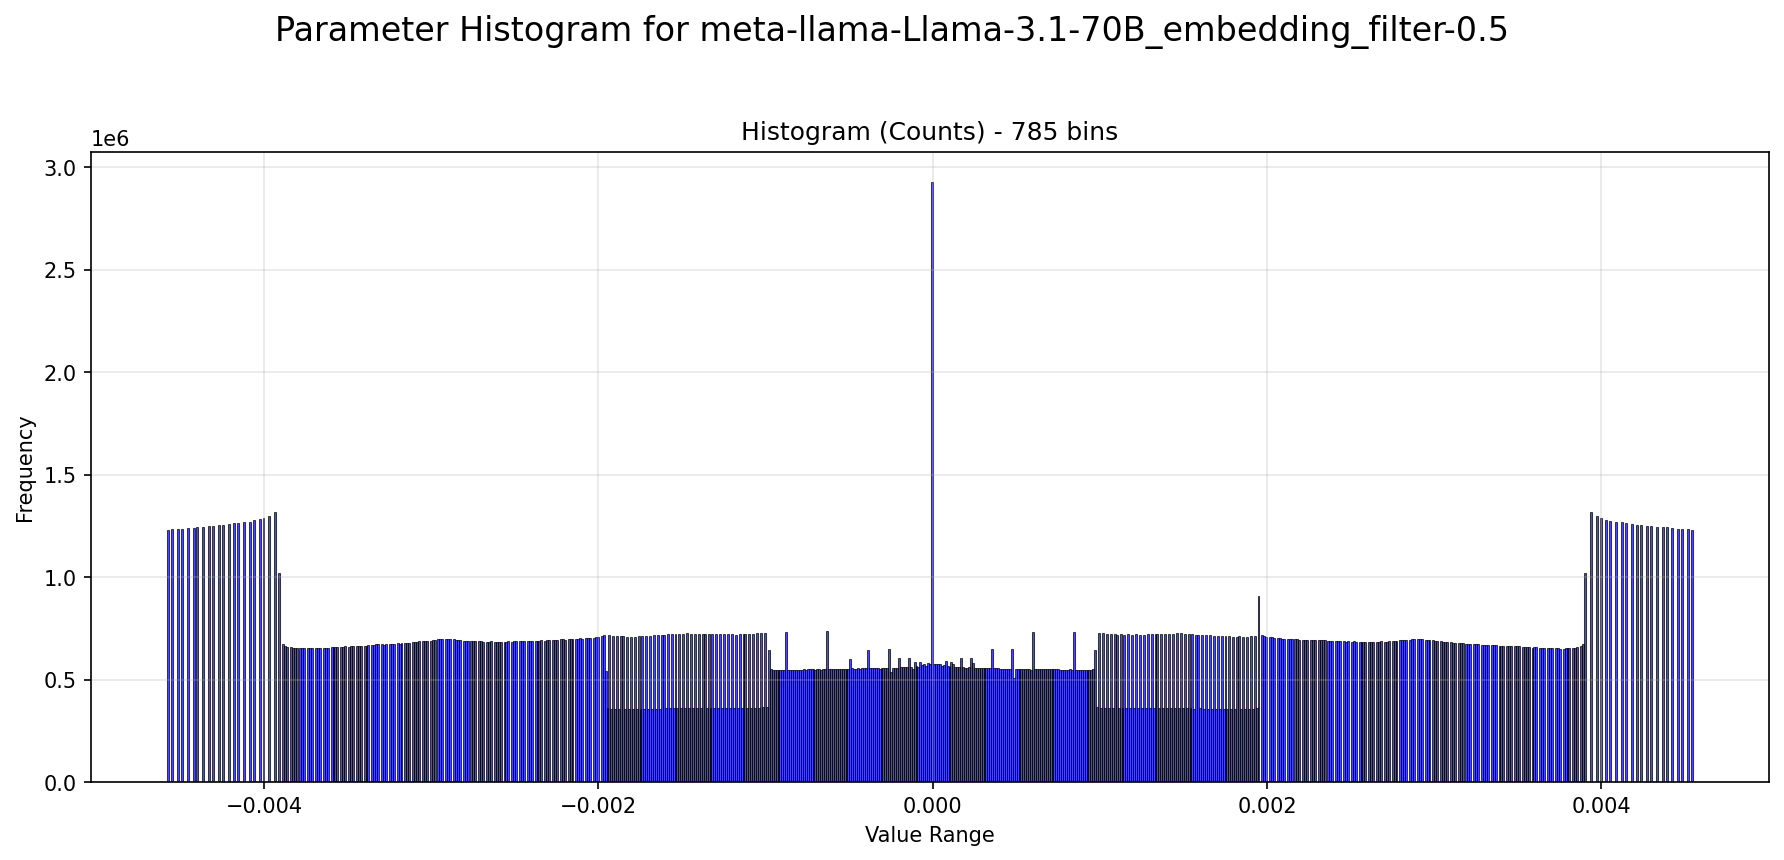 Parameter Histogram for meta-llama-Llama-3.1-70B_embedding_filter-0.5
Histogram (Counts) - 785 bins
1e6
3.0
2.5
2.0
1.5
1.0
0.5
0.0
Frequency
−0.004
−0.002
0.000
0.002
0.004
Value Range